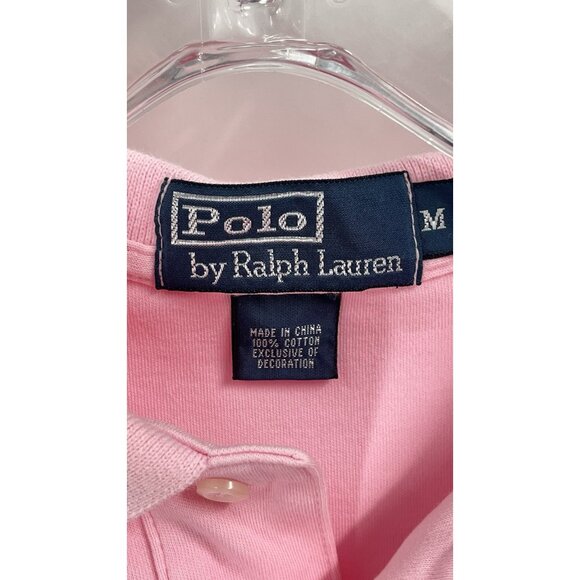 Polo
by Ralph Lauren
M
MADE IN CHINA
100% COTTON
EXCLUSIVE OF
DECORATION